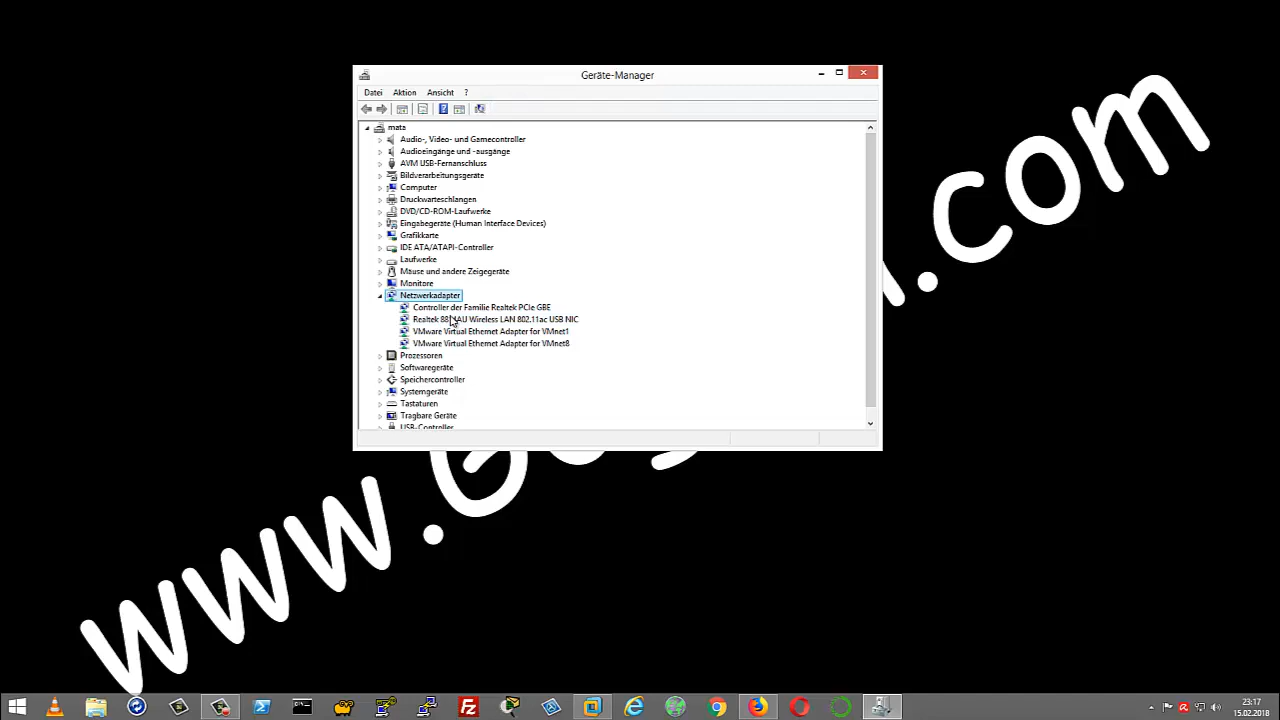 Geräte-Manager
Datei Aktion Ansicht ?
mata
Audio-, Video- und Gamecontroller
Audioeingänge und -ausgänge
AVM USB-Fernanschluss
Bildverarbeitungsgeräte
Computer
Druckwarteschlangen
DVD/CD-ROM-Laufwerke
Eingabegeräte (Human Interface Devices)
Grafikkarte
IDE ATA/ATAPI-Controller
Laufwerke
Mäuse und andere Zeigegeräte
Monitore
Netzwerkadapter
Controller der Familie Realtek PCIe GBE
Realtek Wireless LAN 802.11ac USB NIC
VMware Virtual Ethernet Adapter for VMnet1
VMware Virtual Ethernet Adapter for VMnet8
Prozessoren
Softwaregeräte
Speichercontroller
Systemgeräte
Tastaturen
Tragbare Geräte
USB-Controller
www.
.com
23:17
15.02.2018